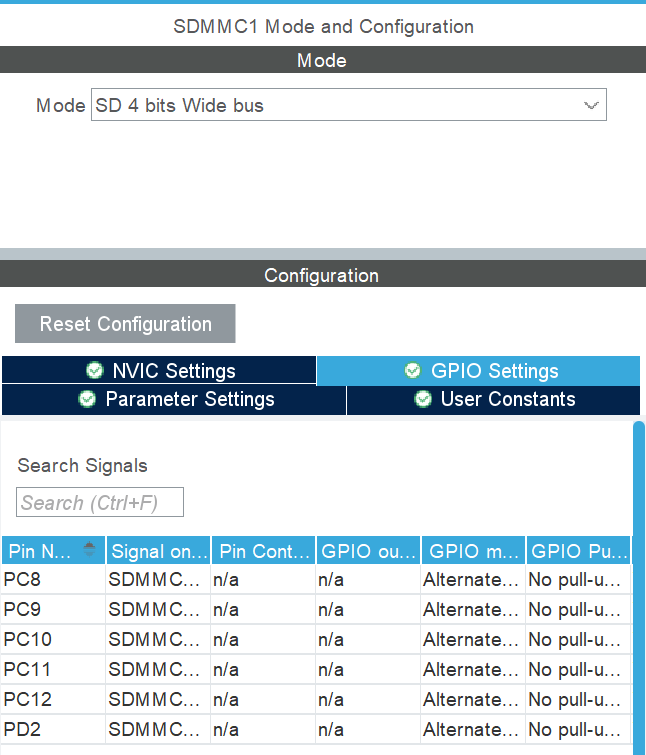 SDMMC1 Mode and Configuration
Mode
Mode SD 4 bits Wide bus
Configuration
Reset Configuration
NVIC Settings GPIO Settings
Parameter Settings User Constants
Search Signals
Search (Ctrl+F)
Pin N... Signal on... Pin Cont... GPIO ou... GPIO m... GPIO Pu...
PC8 SDMMC... n/a n/a Alternate... No pull-u...
PC9 SDMMC... n/a n/a Alternate... No pull-u...
PC10 SDMMC... n/a n/a Alternate... No pull-u...
PC11 SDMMC... n/a n/a Alternate... No pull-u...
PC12 SDMMC... n/a n/a Alternate... No pull-u...
PD2 SDMMC... n/a n/a Alternate... No pull-u...